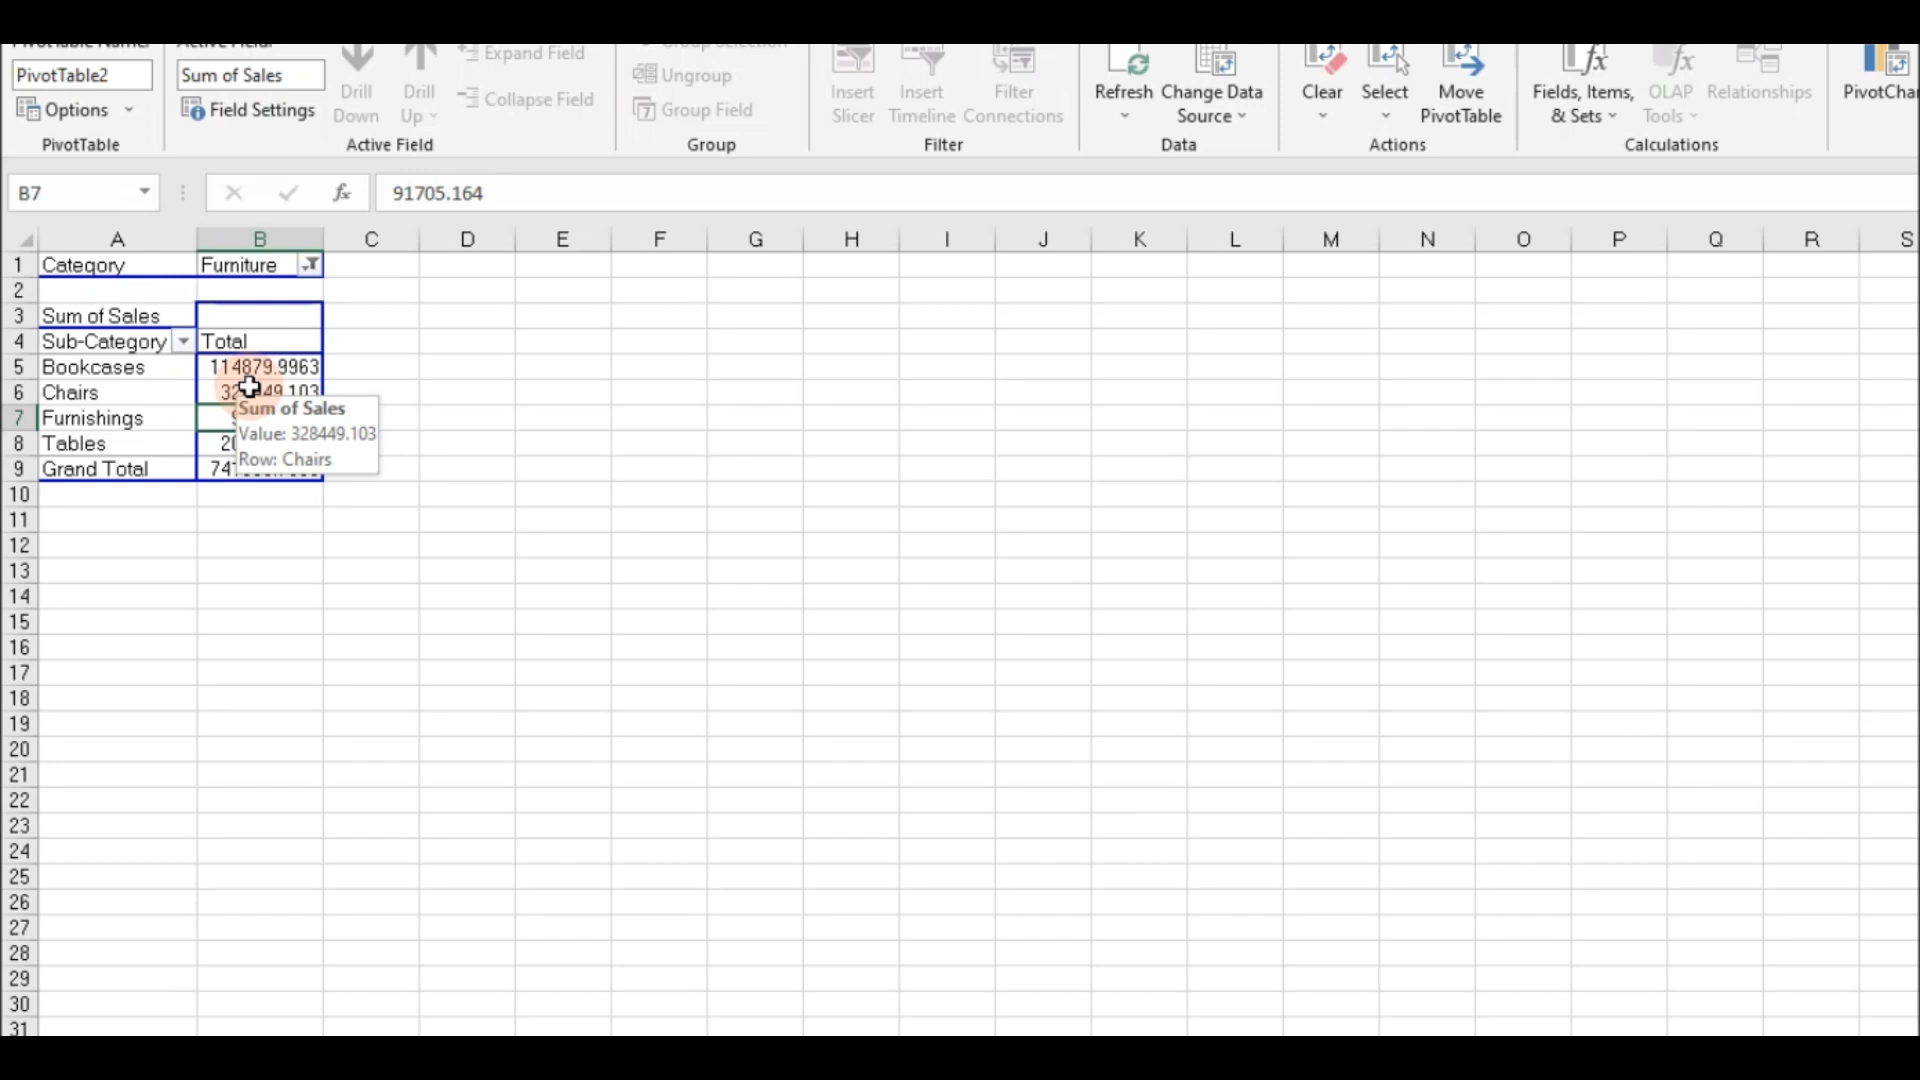 PivotTable2
Options
PivotTable
Sum of Sales
Field Settings
Drill Down
Drill Up
Expand Field
Collapse Field
Active Field
Ungroup
Group Field
Group
Insert Slicer
Insert Timeline
Filter Connections
Filter
Refresh
Change Data Source
Data
Clear
Select
Move PivotTable
Actions
Fields, Items, & Sets
OLAP Tools
Relationships
Calculations
B7
fx
91705.164
A B C D E F G H I J K L M N O P Q R S
1 Category Furniture
2
3 Sum of Sales
4 Sub-Category Total
5 Bookcases 114879.9963
6 Chairs
7 Furnishings
8 Tables
9 Grand Total
Sum of Sales
Value: 328449.103
Row: Chairs
10
11
12
13
14
15
16
17
18
19
20
21
22
23
24
25
26
27
28
29
30
31